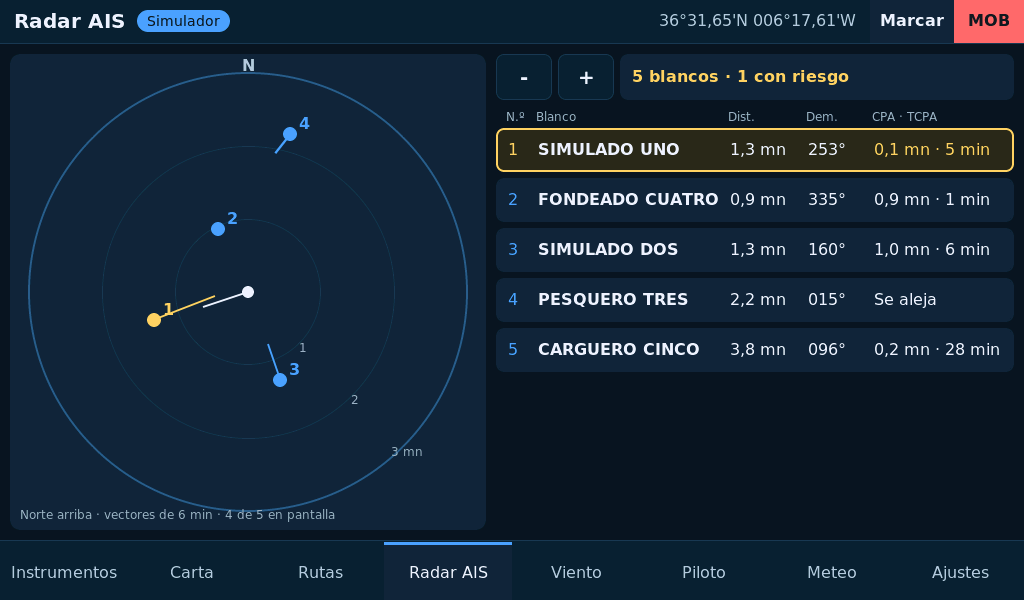 Radar AIS
Simulador
36°31,65'N 006°17,61'W
Marcar
MOB
N
4
2
1
3
1
2
3 mn
Norte arriba · vectores de 6 min · 4 de 5 en pantalla
-
+
5 blancos · 1 con riesgo
N.º Blanco Dist. Dem. CPA · TCPA
1 SIMULADO UNO 1,3 mn 253° 0,1 mn · 5 min
2 FONDEADO CUATRO 0,9 mn 335° 0,9 mn · 1 min
3 SIMULADO DOS 1,3 mn 160° 1,0 mn · 6 min
4 PESQUERO TRES 2,2 mn 015° Se aleja
5 CARGUERO CINCO 3,8 mn 096° 0,2 mn · 28 min
Instrumentos Carta Rutas Radar AIS Viento Piloto Meteo Ajustes